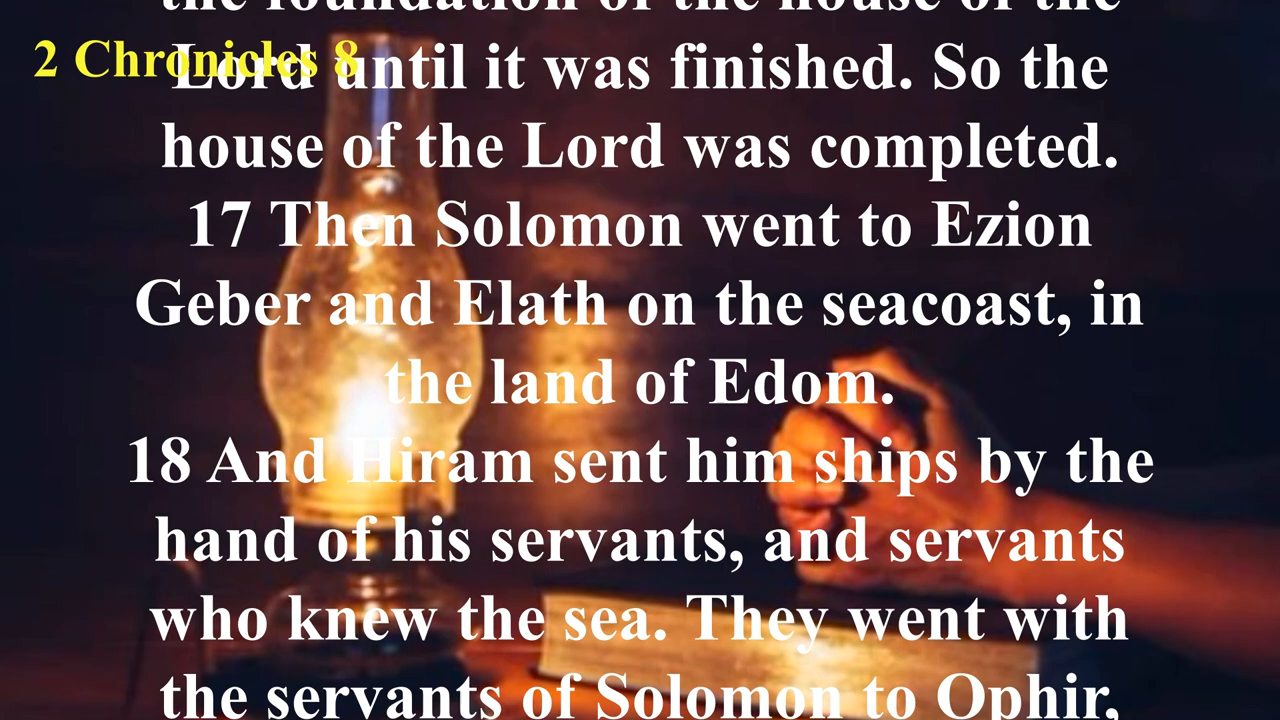 the foundation of the house of the
2 Chronicles 8
Lord until it was finished. So the
house of the Lord was completed.
17 Then Solomon went to Ezion
Geber and Elath on the seacoast, in
the land of Edom.
18 And Hiram sent him ships by the
hand of his servants, and servants
who knew the sea. They went with
the servants of Solomon to Ophir,